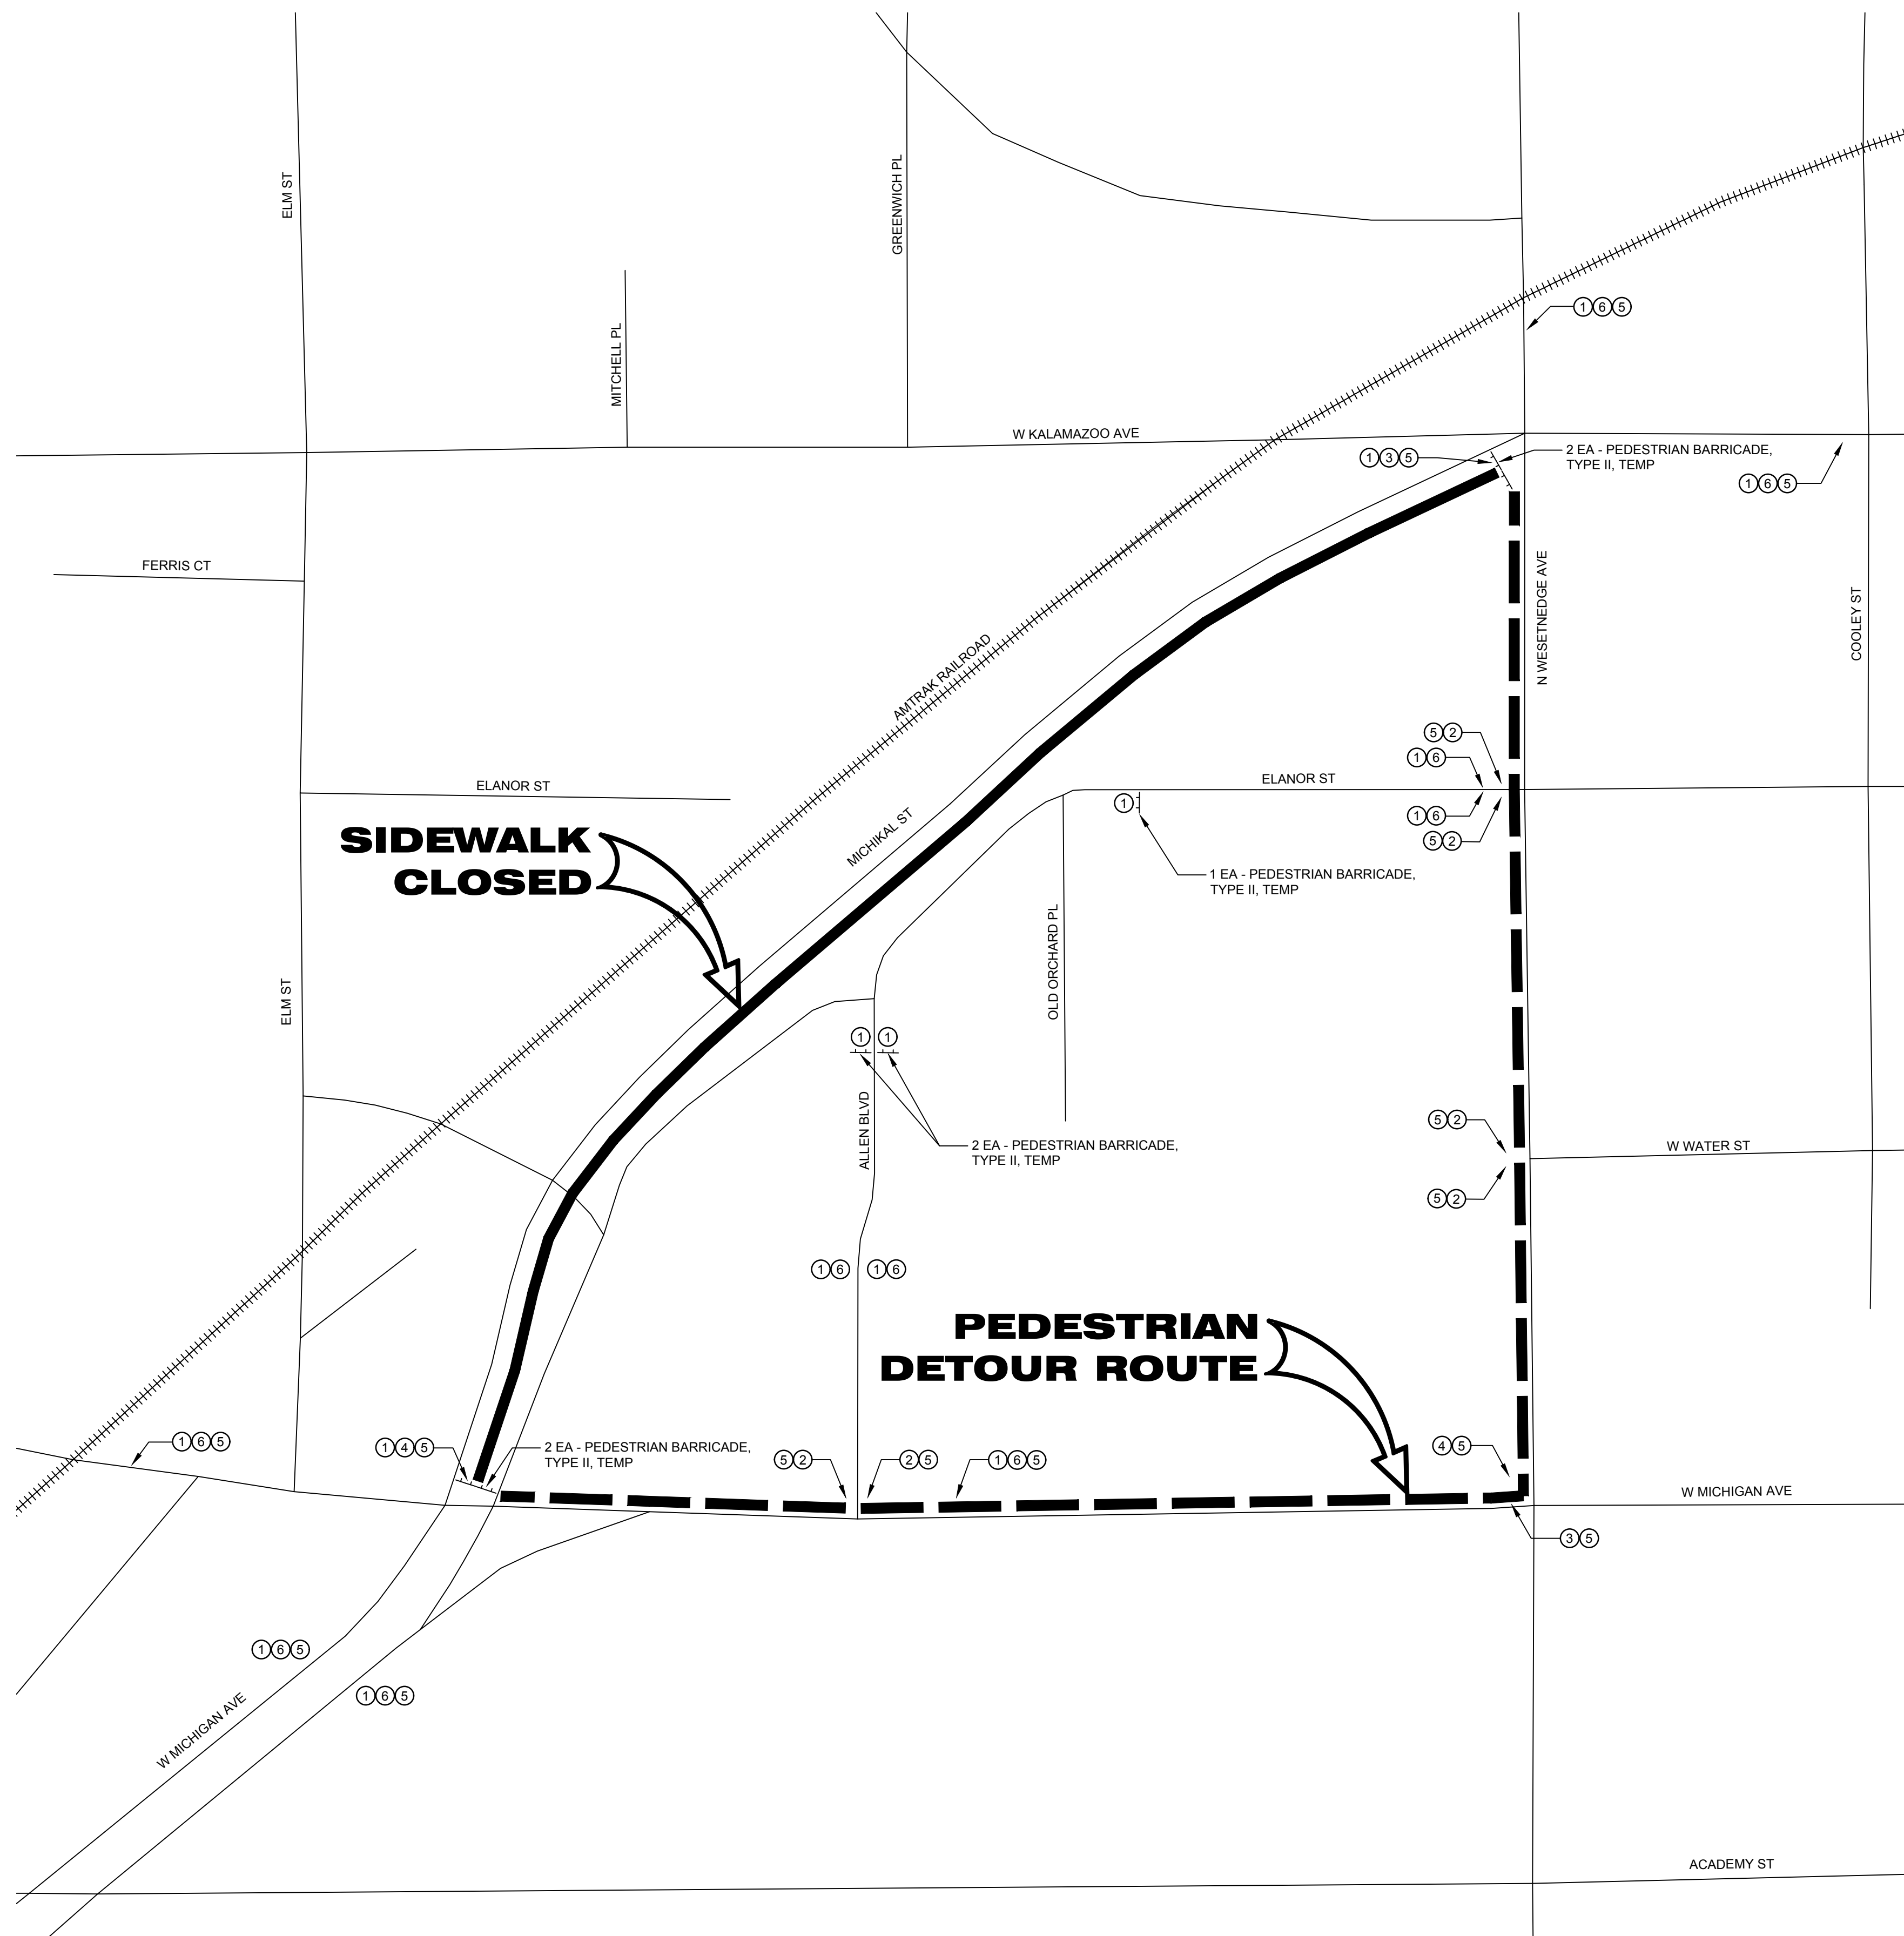 ELM ST
GREENWICH PL
MITCHELL PL
1 6 5
W KALAMAZOO AVE
1 3 5
2 EA - PEDESTRIAN BARRICADE,
TYPE II, TEMP
1 6 5
FERRIS CT
N WESETNEDGE AVE
COOLEY ST
AMTRAK RAILROAD
5 2
1 6
ELANOR ST
ELANOR ST
1
1 6
5 2
MICHIKAL ST
SIDEWALK
CLOSED
1 EA - PEDESTRIAN BARRICADE,
TYPE II, TEMP
OLD ORCHARD PL
ELM ST
1 1
ALLEN BLVD
2 EA - PEDESTRIAN BARRICADE,
TYPE II, TEMP
5 2
W WATER ST
5 2
1 6
1 6
PEDESTRIAN
DETOUR ROUTE
1 6 5
1 4 5
2 EA - PEDESTRIAN BARRICADE,
TYPE II, TEMP
5 2
2 5
1 6 5
4 5
W MICHIGAN AVE
3 5
1 6 5
1 6 5
W MICHIGAN AVE
ACADEMY ST